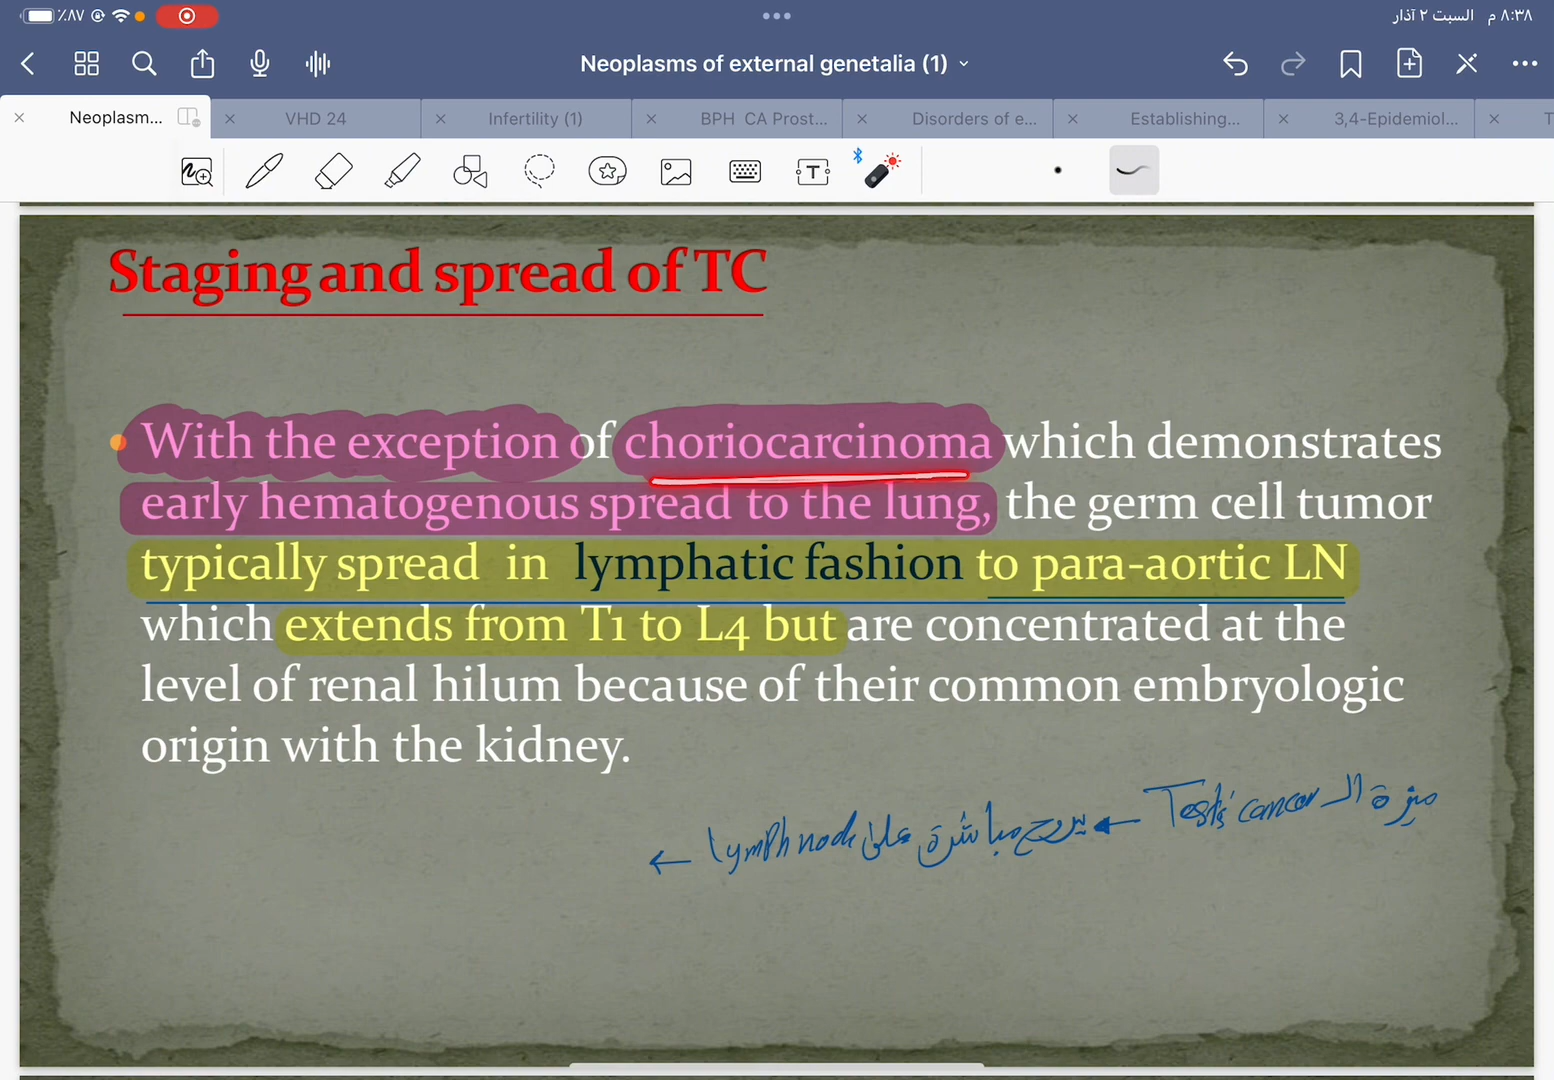 ٪٨٧
٨:٣٨ م السبت ٢ آذار
Neoplasms of external genetalia (1)
Neoplasm...
VHD 24
Infertility (1)
BPH CA Prost...
Disorders of e...
Establishing...
3,4-Epidemiol...
T
Staging and spread of TC
With the exception of choriocarcinoma which demonstrates
early hematogenous spread to the lung, the germ cell tumor
typically spread in lymphatic fashion to para-aortic LN
which extends from T1 to L4 but are concentrated at the
level of renal hilum because of their common embryologic
origin with the kidney.
ميزة الـ Testis cancer ← يروح مباشرة على lymph node ←